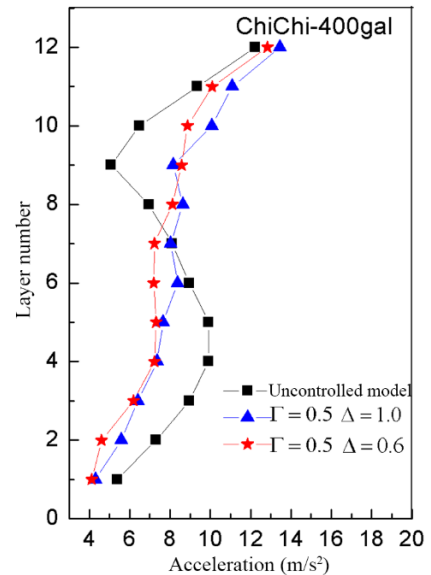 ChiChi-400gal
12
10
8
6
4
2
0
Layer number
Uncontrolled model
Γ = 0.5 Δ = 1.0
Γ = 0.5 Δ = 0.6
4 6 8 10 12 14 16 18 20
Acceleration (m/s²)